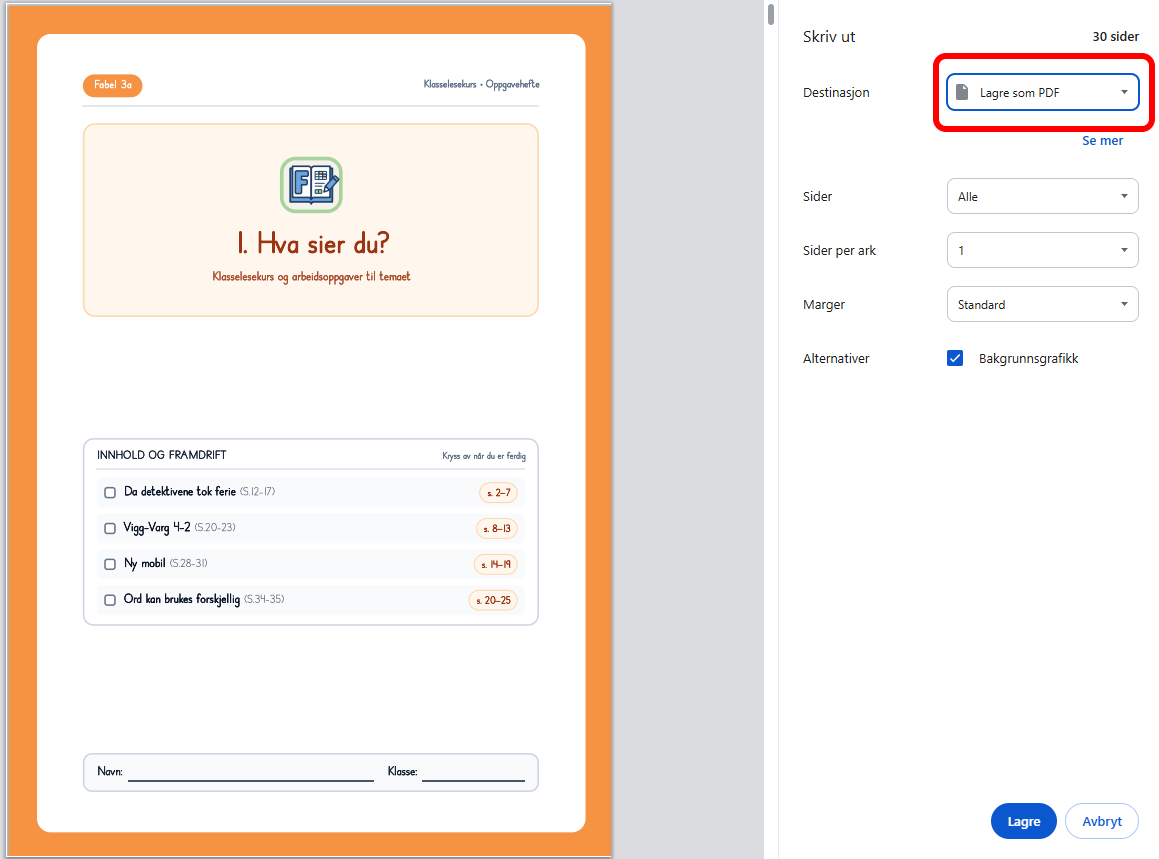 Fabel 3a
Klasselesekurs • Oppgavehefte
F
1. Hva sier du?
Klasselesekurs og arbeidsoppgaver til temaet
INNHOLD OG FRAMDRIFT
Kryss av når du er ferdig
Da detektivene tok ferie (S.12-17) s. 2–7
Vigg-Varg 4-2 (S.20-23) s. 8–13
Ny mobil (S.28-31) s. 14–19
Ord kan brukes forskjellig (S.34-35) s. 20–25
Navn: Klasse:
Skriv ut 30 sider
Destinasjon Lagre som PDF
Se mer
Sider Alle
Sider per ark 1
Marger Standard
Alternativer Bakgrunnsgrafikk
Lagre Avbryt